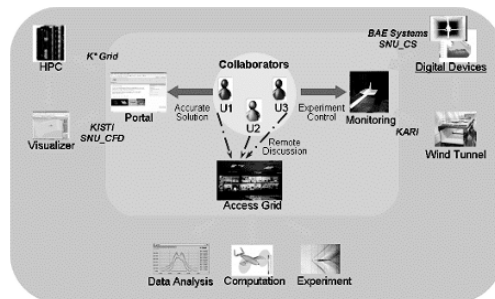 BAE Systems
SNU_CS
K* Grid
Collaborators
HPC
Digital Devices
U1
U3
U2
Portal
Accurate
Solution
Experiment
Control
Monitoring
KISTI
SNU_CFD
KARI
Visualizer
Remote
Discussion
Wind Tunnel
Access Grid
Data Analysis
Computation
Experiment